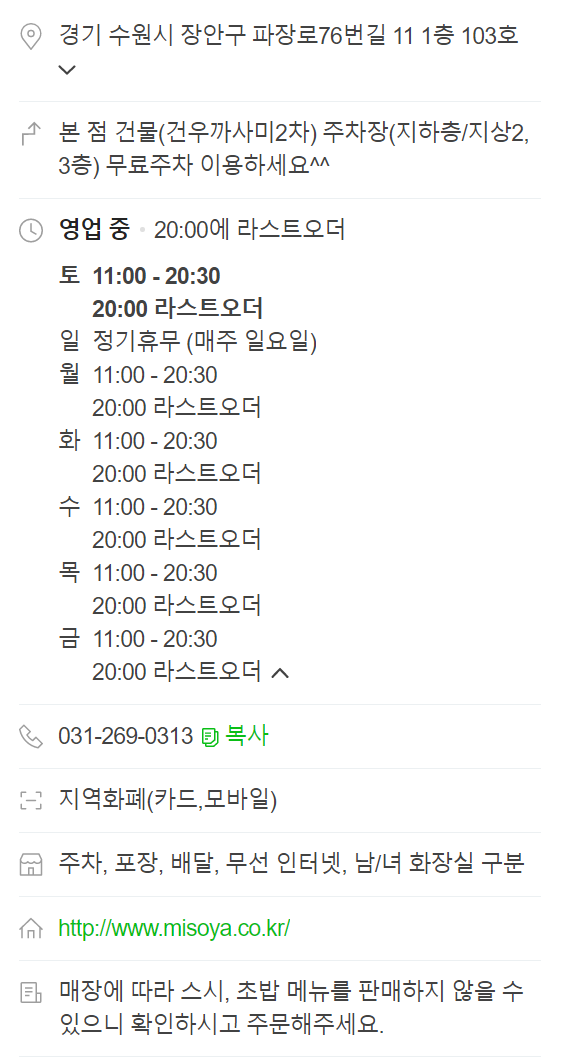 경기 수원시 장안구 파장로76번길 11 1층 103호
본 점 건물(건우까사미2차) 주차장(지하층/지상2,
3층) 무료주차 이용하세요^^
영업 중 · 20:00에 라스트오더
토 11:00 - 20:30
20:00 라스트오더
일 정기휴무 (매주 일요일)
월 11:00 - 20:30
20:00 라스트오더
화 11:00 - 20:30
20:00 라스트오더
수 11:00 - 20:30
20:00 라스트오더
목 11:00 - 20:30
20:00 라스트오더
금 11:00 - 20:30
20:00 라스트오더
031-269-0313 복사
지역화폐(카드,모바일)
주차, 포장, 배달, 무선 인터넷, 남/녀 화장실 구분
http://www.misoya.co.kr/
매장에 따라 스시, 초밥 메뉴를 판매하지 않을 수
있으니 확인하시고 주문해주세요.